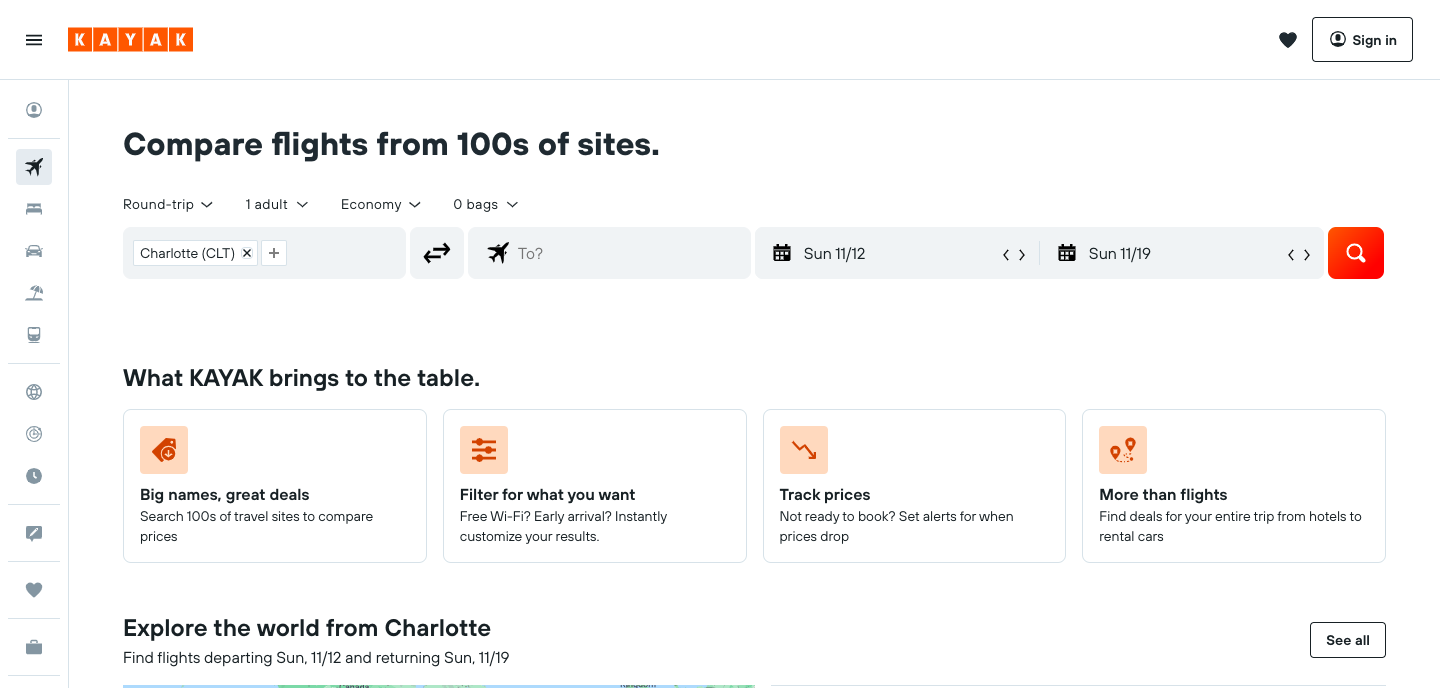 KAYAK
Sign in
Compare flights from 100s of sites.
Round-trip 1 adult Economy 0 bags
Charlotte (CLT) To? Sun 11/12 Sun 11/19
What KAYAK brings to the table.
Big names, great deals
Search 100s of travel sites to compare
prices
Filter for what you want
Free Wi-Fi? Early arrival? Instantly
customize your results.
Track prices
Not ready to book? Set alerts for when
prices drop
More than flights
Find deals for your entire trip from hotels to
rental cars
Explore the world from Charlotte
Find flights departing Sun, 11/12 and returning Sun, 11/19
See all